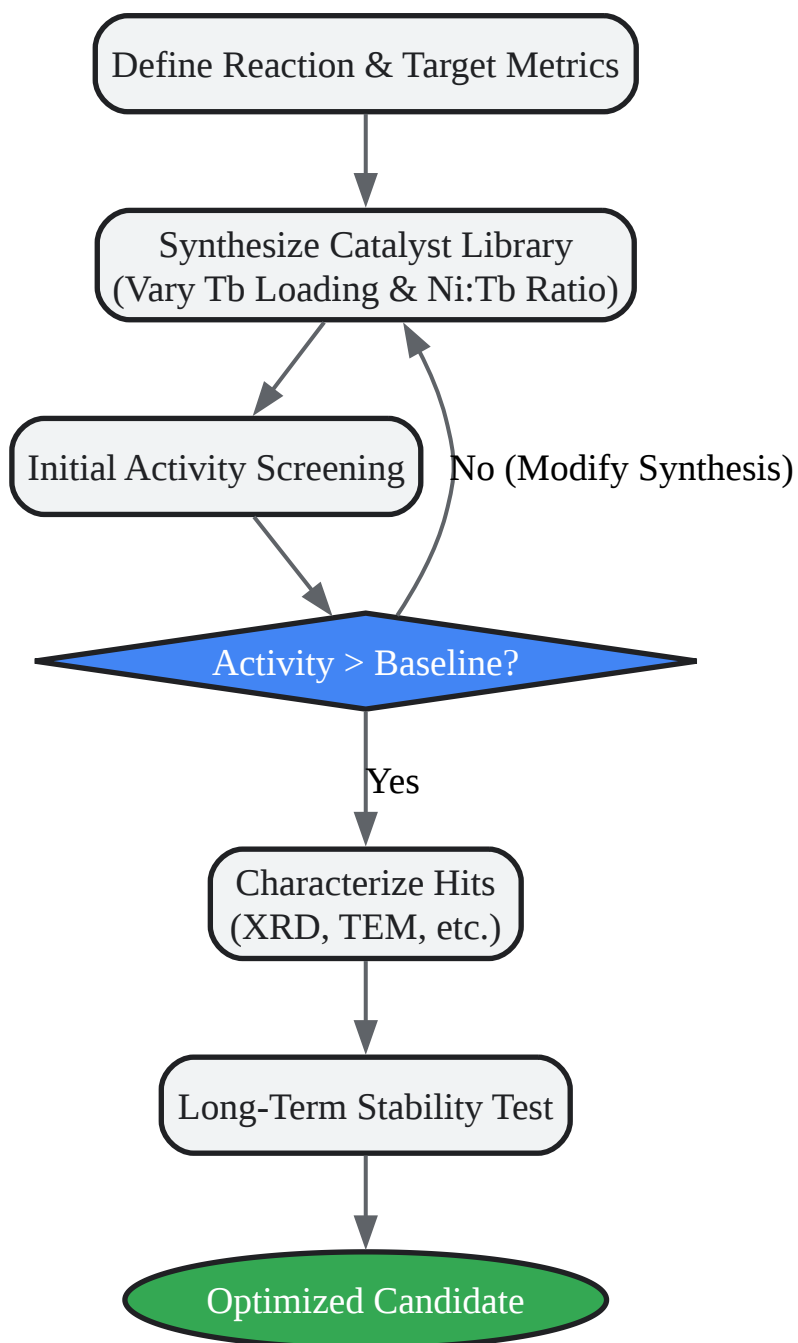 Define Reaction & Target Metrics
Synthesize Catalyst Library
(Vary Tb Loading & Ni:Tb Ratio)
Initial Activity Screening
No (Modify Synthesis)
Activity > Baseline?
Yes
Characterize Hits
(XRD, TEM, etc.)
Long-Term Stability Test
Optimized Candidate